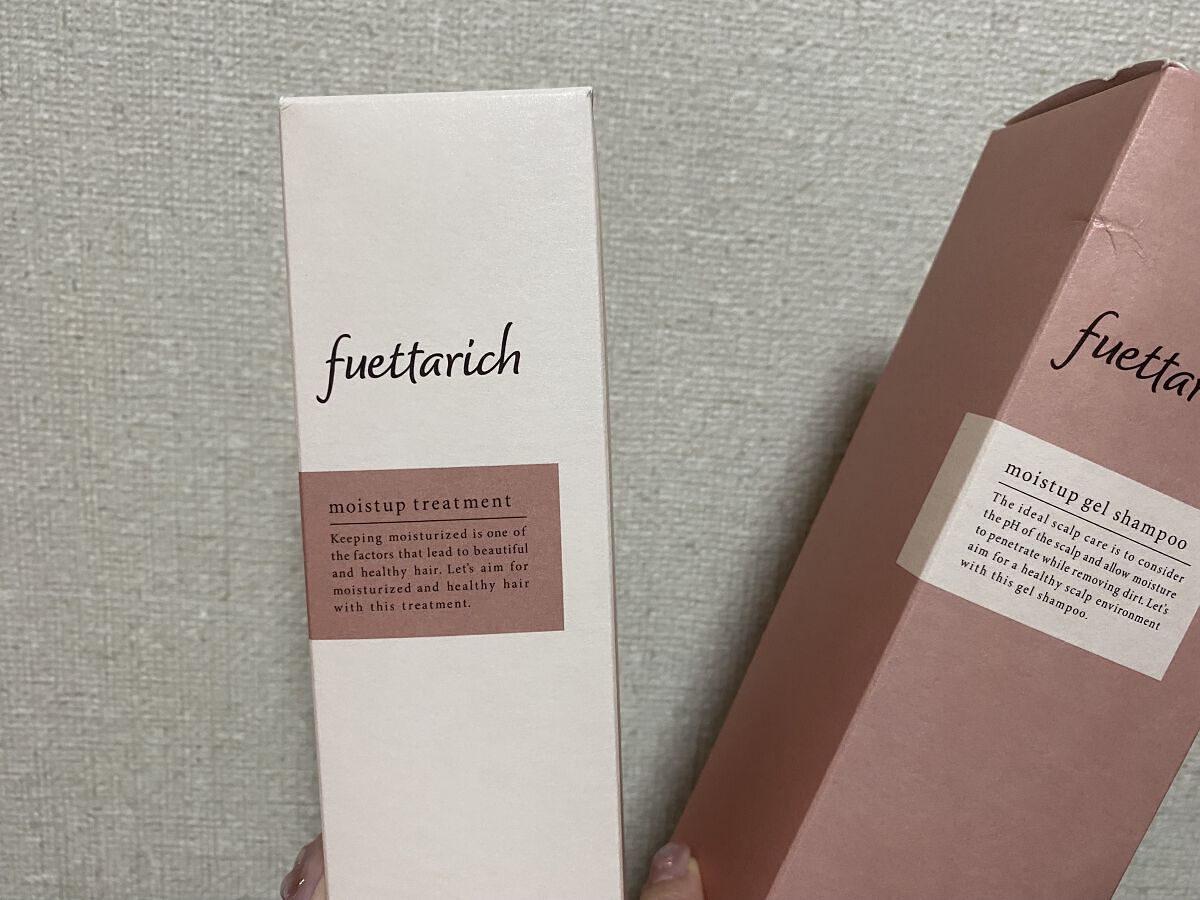 fuettarich
moistup treatment
Keeping moisturized is one of
the factors that lead to beautiful
and healthy hair. Let's aim for
moisturized and healthy hair
with this treatment.
fuettar
moistup gel shampoo
The ideal scalp care is to consider
the pH of the scalp and allow moisture
to penetrate while removing dirt. Let's
aim for a healthy scalp environment
with this gel shampoo.